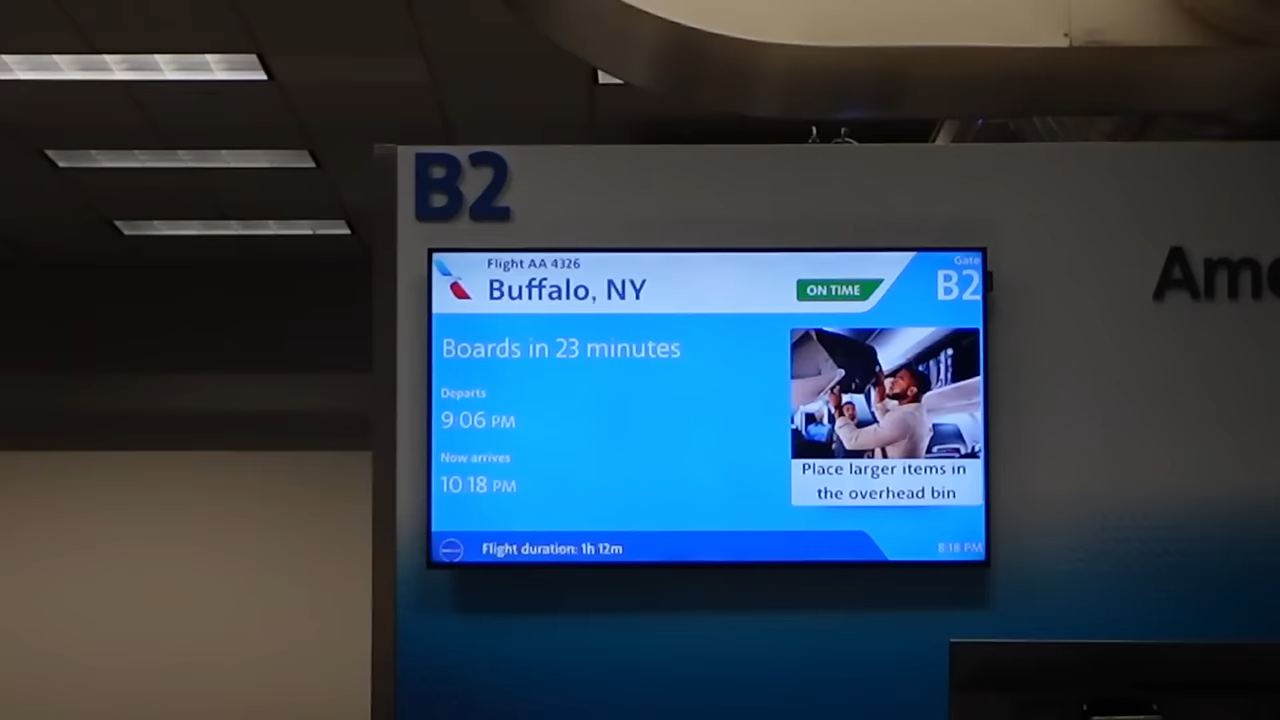 B2
Flight AA 4326
Buffalo, NY
ON TIME
Gate
B2
Boards in 23 minutes
Departs
9:06 PM
Now arrives
10:18 PM
Place larger items in
the overhead bin
Flight duration: 1h 12m
8:18 PM
Ame